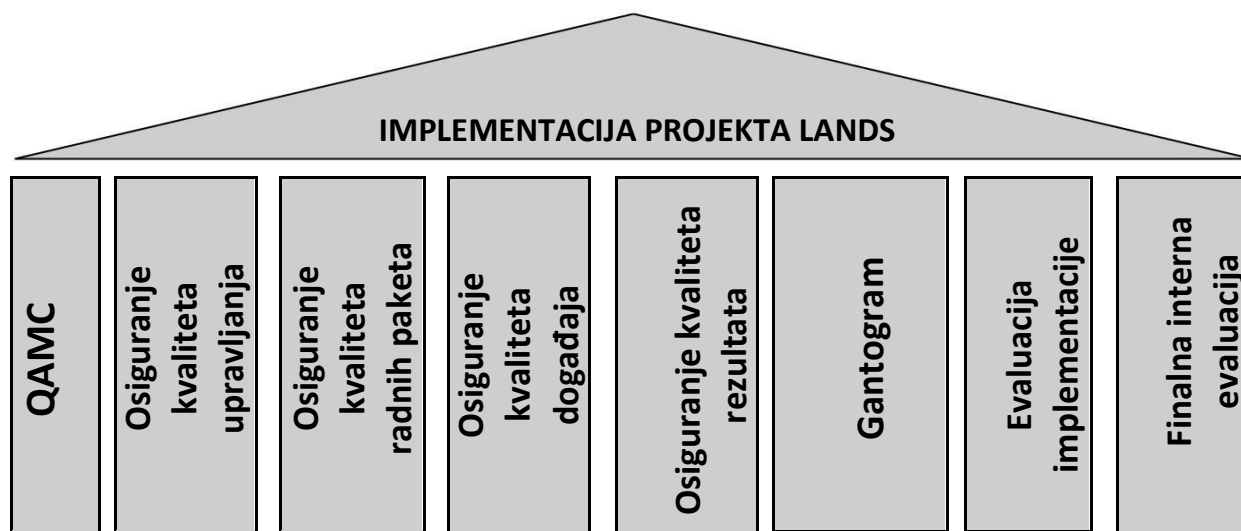 IMPLEMENTACIJA PROJEKTA LANDS
QAMC
Osiguranje
kvaliteta
upravljanja
Osiguranje
kvaliteta
radnih paketa
Osiguranje
kvaliteta
događaja
Osiguranje kvaliteta
rezultata
Gantogram
Evaluacija
implementacije
Finalna interna
evaluacija